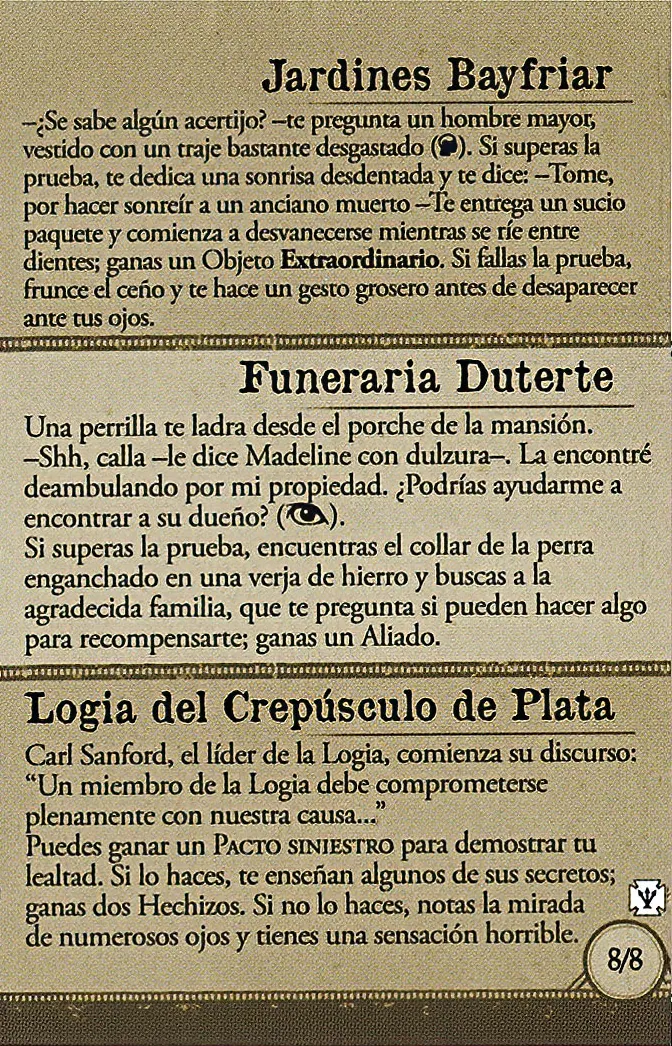 Jardines Bayfriar
–¿Se sabe algún acertijo? –te pregunta un hombre mayor,
vestido con un traje bastante desgastado ( ). Si superas la
prueba, te dedica una sonrisa desdentada y te dice: –Tome,
por hacer sonreír a un anciano muerto –Te entrega un sucio
paquete y comienza a desvanecerse mientras se ríe entre
dientes; ganas un Objeto Extraordinario. Si fallas la prueba,
frunce el ceño y te hace un gesto grosero antes de desaparecer
ante tus ojos.
Funeraria Duterte
Una perrilla te ladra desde el porche de la mansión.
–Shh, calla –le dice Madeline con dulzura–. La encontré
deambulando por mi propiedad. ¿Podrías ayudarme a
encontrar a su dueño? ( ).
Si superas la prueba, encuentras el collar de la perra
enganchado en una verja de hierro y buscas a la
agradecida familia, que te pregunta si pueden hacer algo
para recompensarte; ganas un Aliado.
Logia del Crepúsculo de Plata
Carl Sanford, el líder de la Logia, comienza su discurso:
“Un miembro de la Logia debe comprometerse
plenamente con nuestra causa...”
Puedes ganar un PACTO SINIESTRO para demostrar tu
lealtad. Si lo haces, te enseñan algunos de sus secretos;
ganas dos Hechizos. Si no lo haces, notas la mirada
de numerosos ojos y tienes una sensación horrible.
8/8